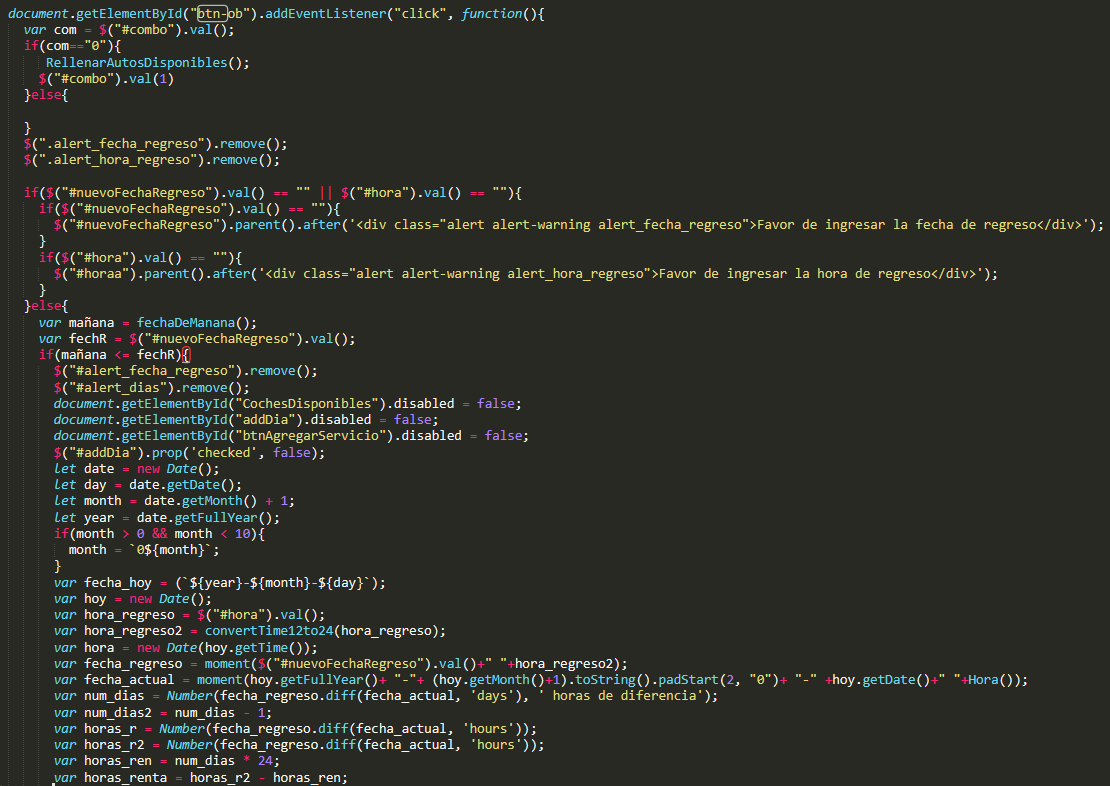 document.getElementById("btn-ob").addEventListener("click", function(){
var com = $("#combo").val();
if(com=="0"){
RellenarAutosDisponibles();
$("#combo").val(1)
}else{
}
$(".alert_fecha_regreso").remove();
$(".alert_hora_regreso").remove();
if($("#nuevoFechaRegreso").val() == "" || $("#hora").val() == ""){
if($("#nuevoFechaRegreso").val() == ""){
$("#nuevoFechaRegreso").parent().after('<div class="alert alert-warning alert_fecha_regreso">Favor de ingresar la fecha de regreso</div>');
}
if($("#hora").val() == ""){
$("#horaa").parent().after('<div class="alert alert-warning alert_hora_regreso">Favor de ingresar la hora de regreso</div>');
}
}else{
var mañana = fechaDeManana();
var fechR = $("#nuevoFechaRegreso").val();
if(mañana <= fechR){
$("#alert_fecha_regreso").remove();
$("#alert_dias").remove();
document.getElementById("CochesDisponibles").disabled = false;
document.getElementById("addDia").disabled = false;
document.getElementById("btnAgregarServicio").disabled = false;
$("#addDia").prop('checked', false);
let date = new Date();
let day = date.getDate();
let month = date.getMonth() + 1;
let year = date.getFullYear();
if(month > 0 && month < 10){
month = `0${month}`;
}
var fecha_hoy = (`${year}-${month}-${day}`);
var hoy = new Date();
var hora_regreso = $("#hora").val();
var hora_regreso2 = convertTime12to24(hora_regreso);
var hora = new Date(hoy.getTime());
var fecha_regreso = moment($("#nuevoFechaRegreso").val()+" "+hora_regreso2);
var fecha_actual = moment(hoy.getFullYear()+ "-"+ (hoy.getMonth()+1).toString().padStart(2, "0")+ "-" +hoy.getDate()+" "+Hora());
var num_dias = Number(fecha_regreso.diff(fecha_actual, 'days'), ' horas de diferencia');
var num_dias2 = num_dias - 1;
var horas_r = Number(fecha_regreso.diff(fecha_actual, 'hours'));
var horas_r2 = Number(fecha_regreso.diff(fecha_actual, 'hours'));
var horas_ren = num_dias * 24;
var horas_renta = horas_r2 - horas_ren;